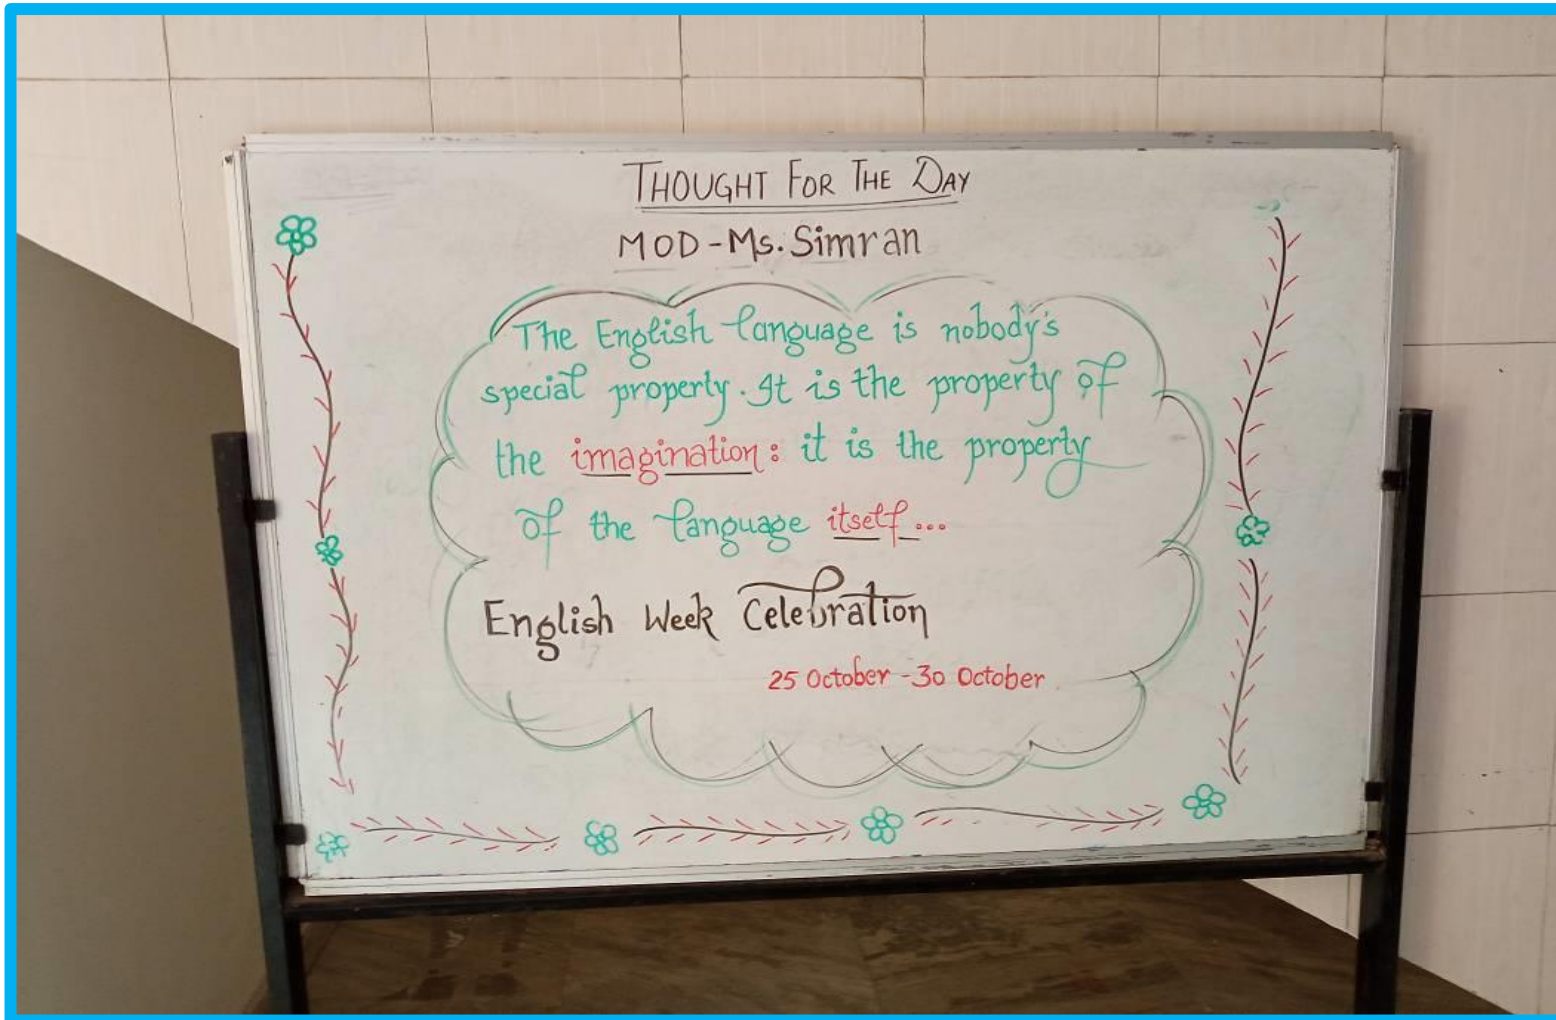 THOUGHT FOR THE DAY
MOD - Ms. Simran
The English language is nobody's
special property. It is the property of
the imagination: it is the property
of the language itself...
English Week Celebration
25 October - 30 October